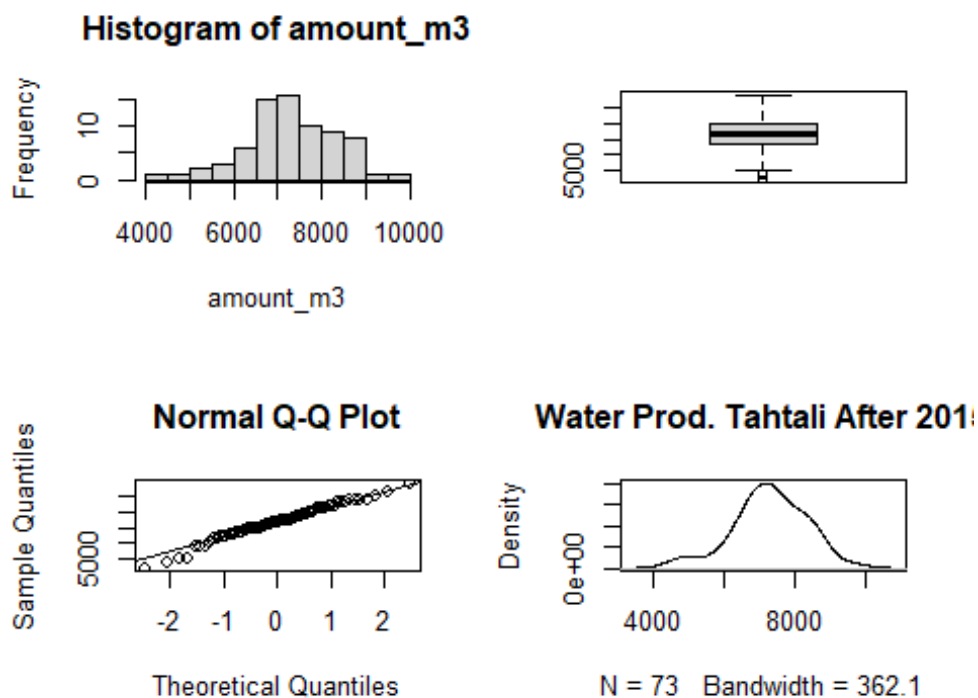 Histogram of amount_m3
Frequency
0
10
4000 6000 8000 10000
amount_m3
5000
Normal Q-Q Plot
Sample Quantiles
5000
-2 -1 0 1 2
Theoretical Quantiles
Water Prod. Tahtali After 201
Density
0e+00
4000 8000
N = 73 Bandwidth = 362.1